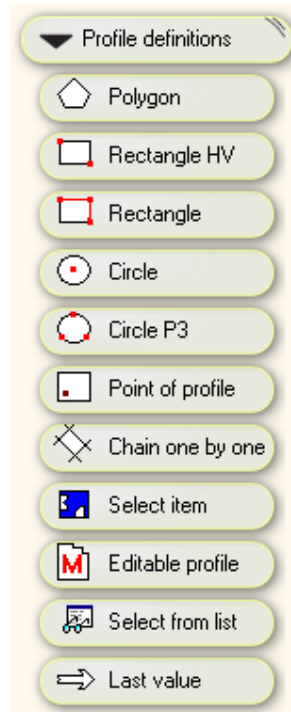 Profile definitions
Polygon
Rectangle HV
Rectangle
Circle
Circle P3
Point of profile
Chain one by one
Select item
M Editable profile
Select from list
Last value